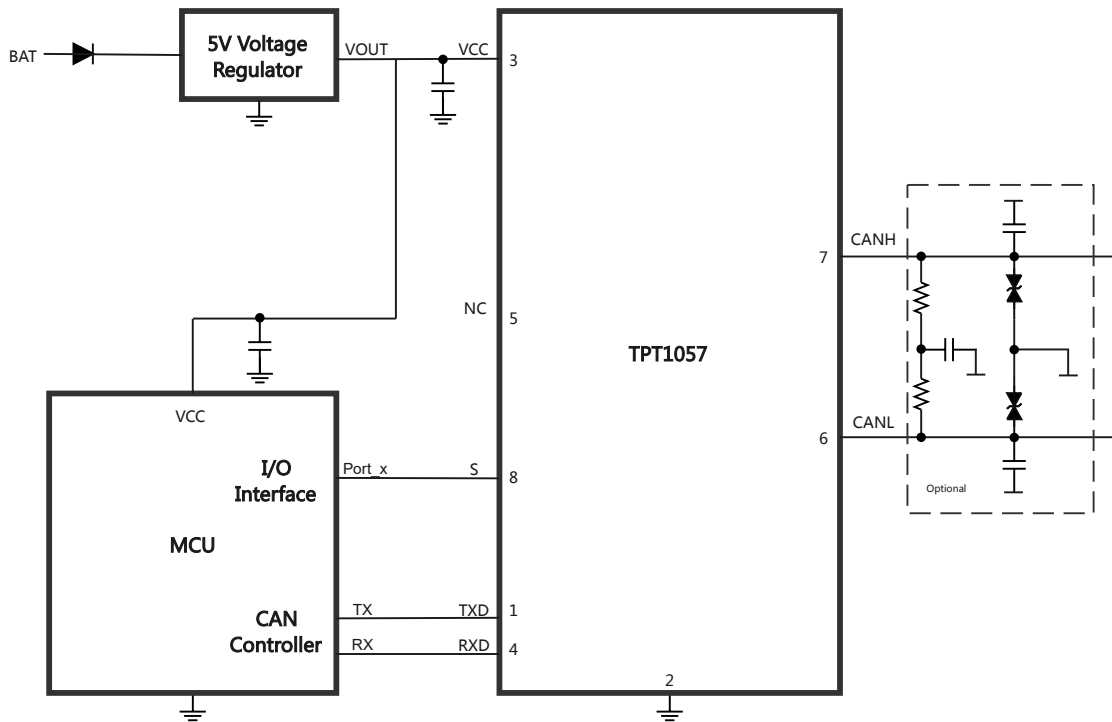 BAT
5V Voltage
Regulator
VOUT
VCC
3
7
CANH
NC
5
TPT1057
VCC
6
CANL
I/O
Interface
Port_x
S
8
Optional
MCU
CAN
Controller
TX
TXD
1
RX
RXD
4
2